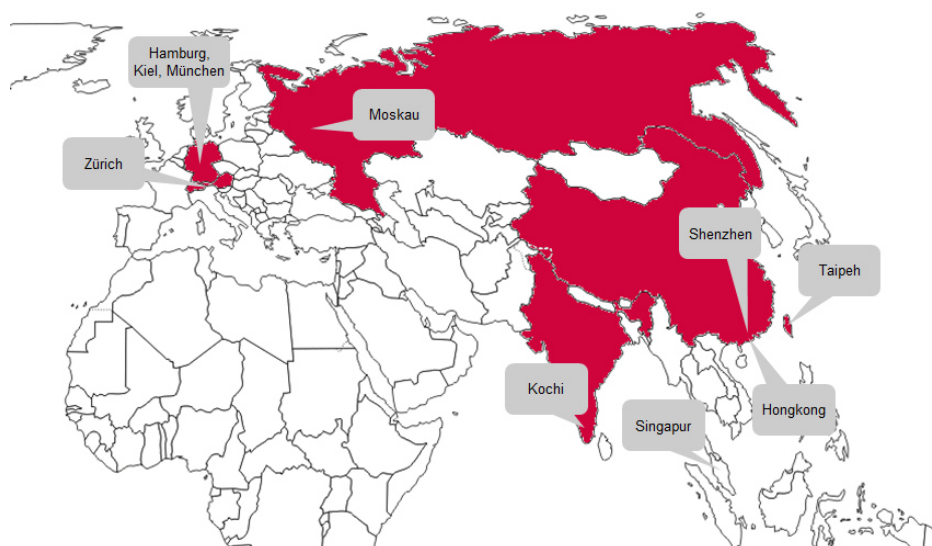 Hamburg,
Kiel, München
Moskau
Zürich
Shenzhen
Taipeh
Kochi
Hongkong
Singapur